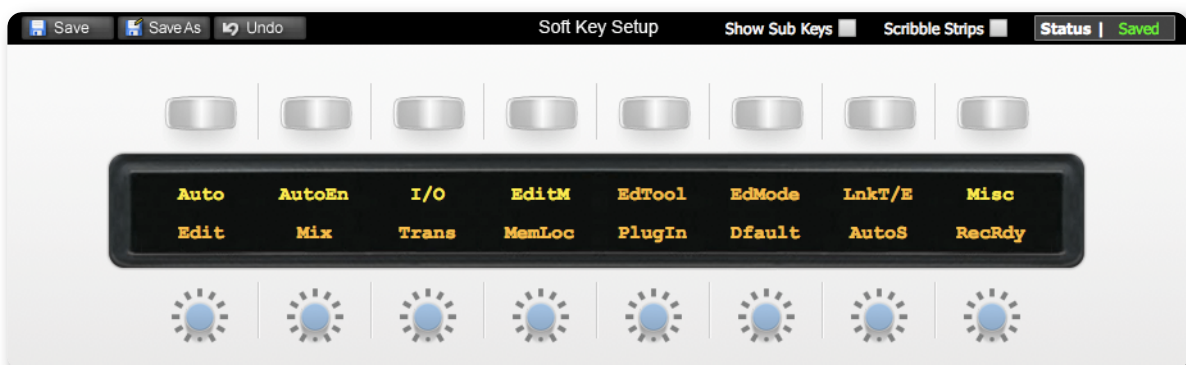 Save Save As Undo Soft Key Setup Show Sub Keys Scribble Strips Status | Saved
Auto AutoEn I/O EditM EdTool EdMode LnkT/E Misc
Edit Mix Trans MemLoc PlugIn Dfault AutoS RecRdy